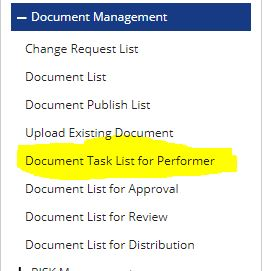 — Document Management
Change Request List
Document List
Document Publish List
Upload Existing Document
Document Task List for Performer
Document List for Approval
Document List for Review
Document List for Distribution